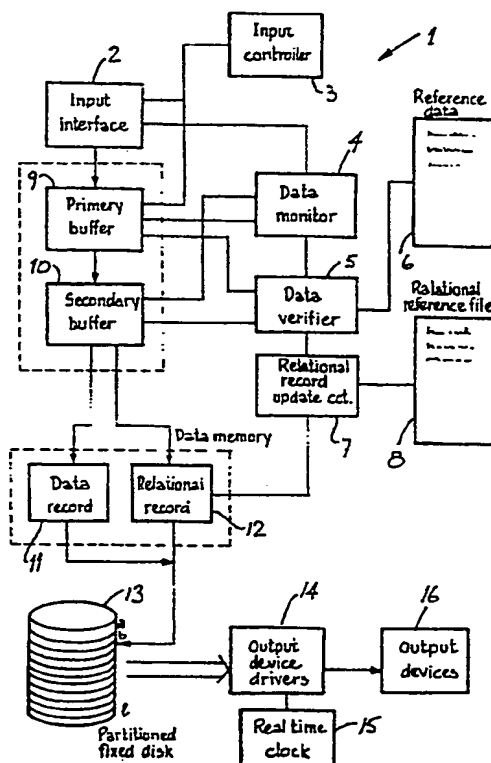 Input
controller
1
3
2
Input
interface
Reference
data
4
Data
monitor
6
9
Primery
buffer
10
Secondary
buffer
5
Data
verifier
Ralational
reference file
Relational
record
update cct.
7
8
Data memory
Data
record
11
Relational
record
12
13
a
b
l
Partitioned
fixed disk
14
Output
device
drivers
16
Output
devices
Real time
clock
15